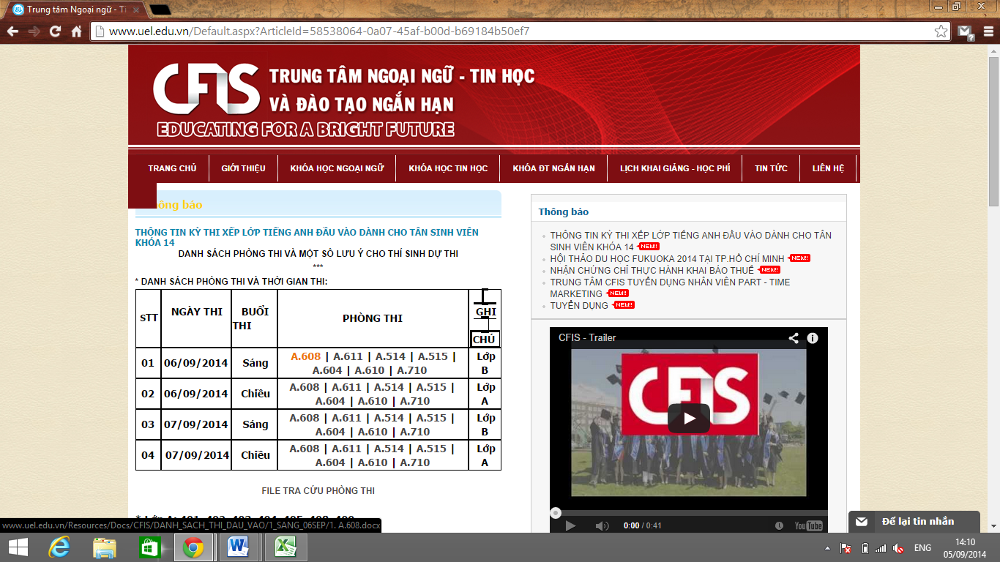 Trung tâm Ngoại ngữ - Ti
www.uel.edu.vn/Default.aspx?ArticleId=58538064-0a07-45af-b00d-b69184b50ef7
CFIS
TRUNG TÂM NGOẠI NGỮ - TIN HỌC
VÀ ĐÀO TẠO NGẮN HẠN
EDUCATING FOR A BRIGHT FUTURE
TRANG CHỦ GIỚI THIỆU KHÓA HỌC NGOẠI NGỮ KHÓA HỌC TIN HỌC KHÓA ĐT NGẮN HẠN LỊCH KHAI GIẢNG - HỌC PHÍ TIN TỨC LIÊN HỆ
hông báo
THÔNG TIN KỲ THI XẾP LỚP TIẾNG ANH ĐẦU VÀO DÀNH CHO TÂN SINH VIÊN
KHÓA 14
DANH SÁCH PHÒNG THI VÀ MỘT SỐ LƯU Ý CHO THÍ SINH DỰ THI
***
* DANH SÁCH PHÒNG THI VÀ THỜI GIAN THI:
STT NGÀY THI BUỔI THI PHÒNG THI GHI CHÚ
01 06/09/2014 Sáng A.608 | A.611 | A.514 | A.515 | Lớp
A.604 | A.610 | A.710 B
02 06/09/2014 Chiều A.608 | A.611 | A.514 | A.515 | Lớp
A.604 | A.610 | A.710 A
03 07/09/2014 Sáng A.608 | A.611 | A.514 | A.515 | Lớp
A.604 | A.610 | A.710 B
04 07/09/2014 Chiều A.608 | A.611 | A.514 | A.515 | Lớp
A.604 | A.610 | A.710 A
FILE TRA CỨU PHÒNG THI
www.uel.edu.vn/Resources/Docs/CFIS/DANH_SACH_THI_DAU_VAO/1_SANG_06SEP/1. A.608.docx
Thông báo
THÔNG TIN KỲ THI XẾP LỚP TIẾNG ANH ĐẦU VÀO DÀNH CHO TÂN
SINH VIÊN KHÓA 14 NEW!!
HỘI THẢO DU HỌC FUKUOKA 2014 TẠI TP.HỒ CHÍ MINH NEW!!
NHẬN CHỨNG CHỈ THỰC HÀNH KHAI BÁO THUẾ NEW!!
TRUNG TÂM CFIS TUYỂN DỤNG NHÂN VIÊN PART - TIME
MARKETING NEW!!
TUYỂN DỤNG NEW!!
CFIS - Trailer
CFIS
0:00 / 0:41
YouTube
Để lại tin nhắn
ENG
14:10
05/09/2014